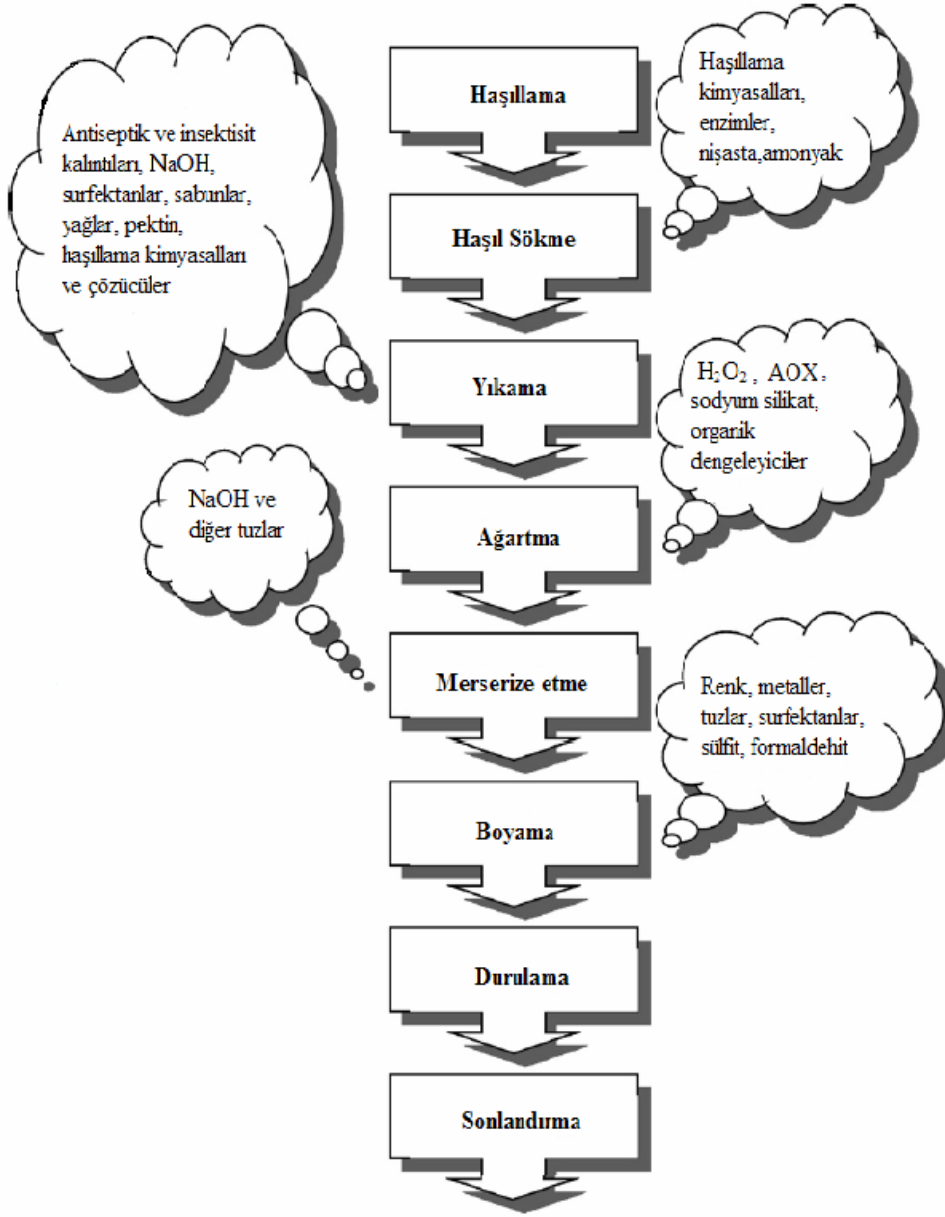 Haşıllama
Haşıllama
kimyasalları,
enzimler,
nişasta,amonyak
Antiseptik ve insektisit
kalıntıları, NaOH,
surfektanlar, sabunlar,
yağlar, pektin,
haşıllama kimyasalları
ve çözücüler
Haşıl Sökme
Yıkama
H₂O₂, AOX,
sodyum silikat,
organik
dengeleyiciler
NaOH ve
diğer tuzlar
Ağartma
Merserize etme
Renk, metaller,
tuzlar, surfektanlar,
sülfit, formaldehit
Boyama
Durulama
Sonlandırma